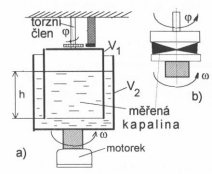 torzní
člen
φ
V1
V2
h
měřená
kapalina
ω
a)
motorek
φ
b)
ω